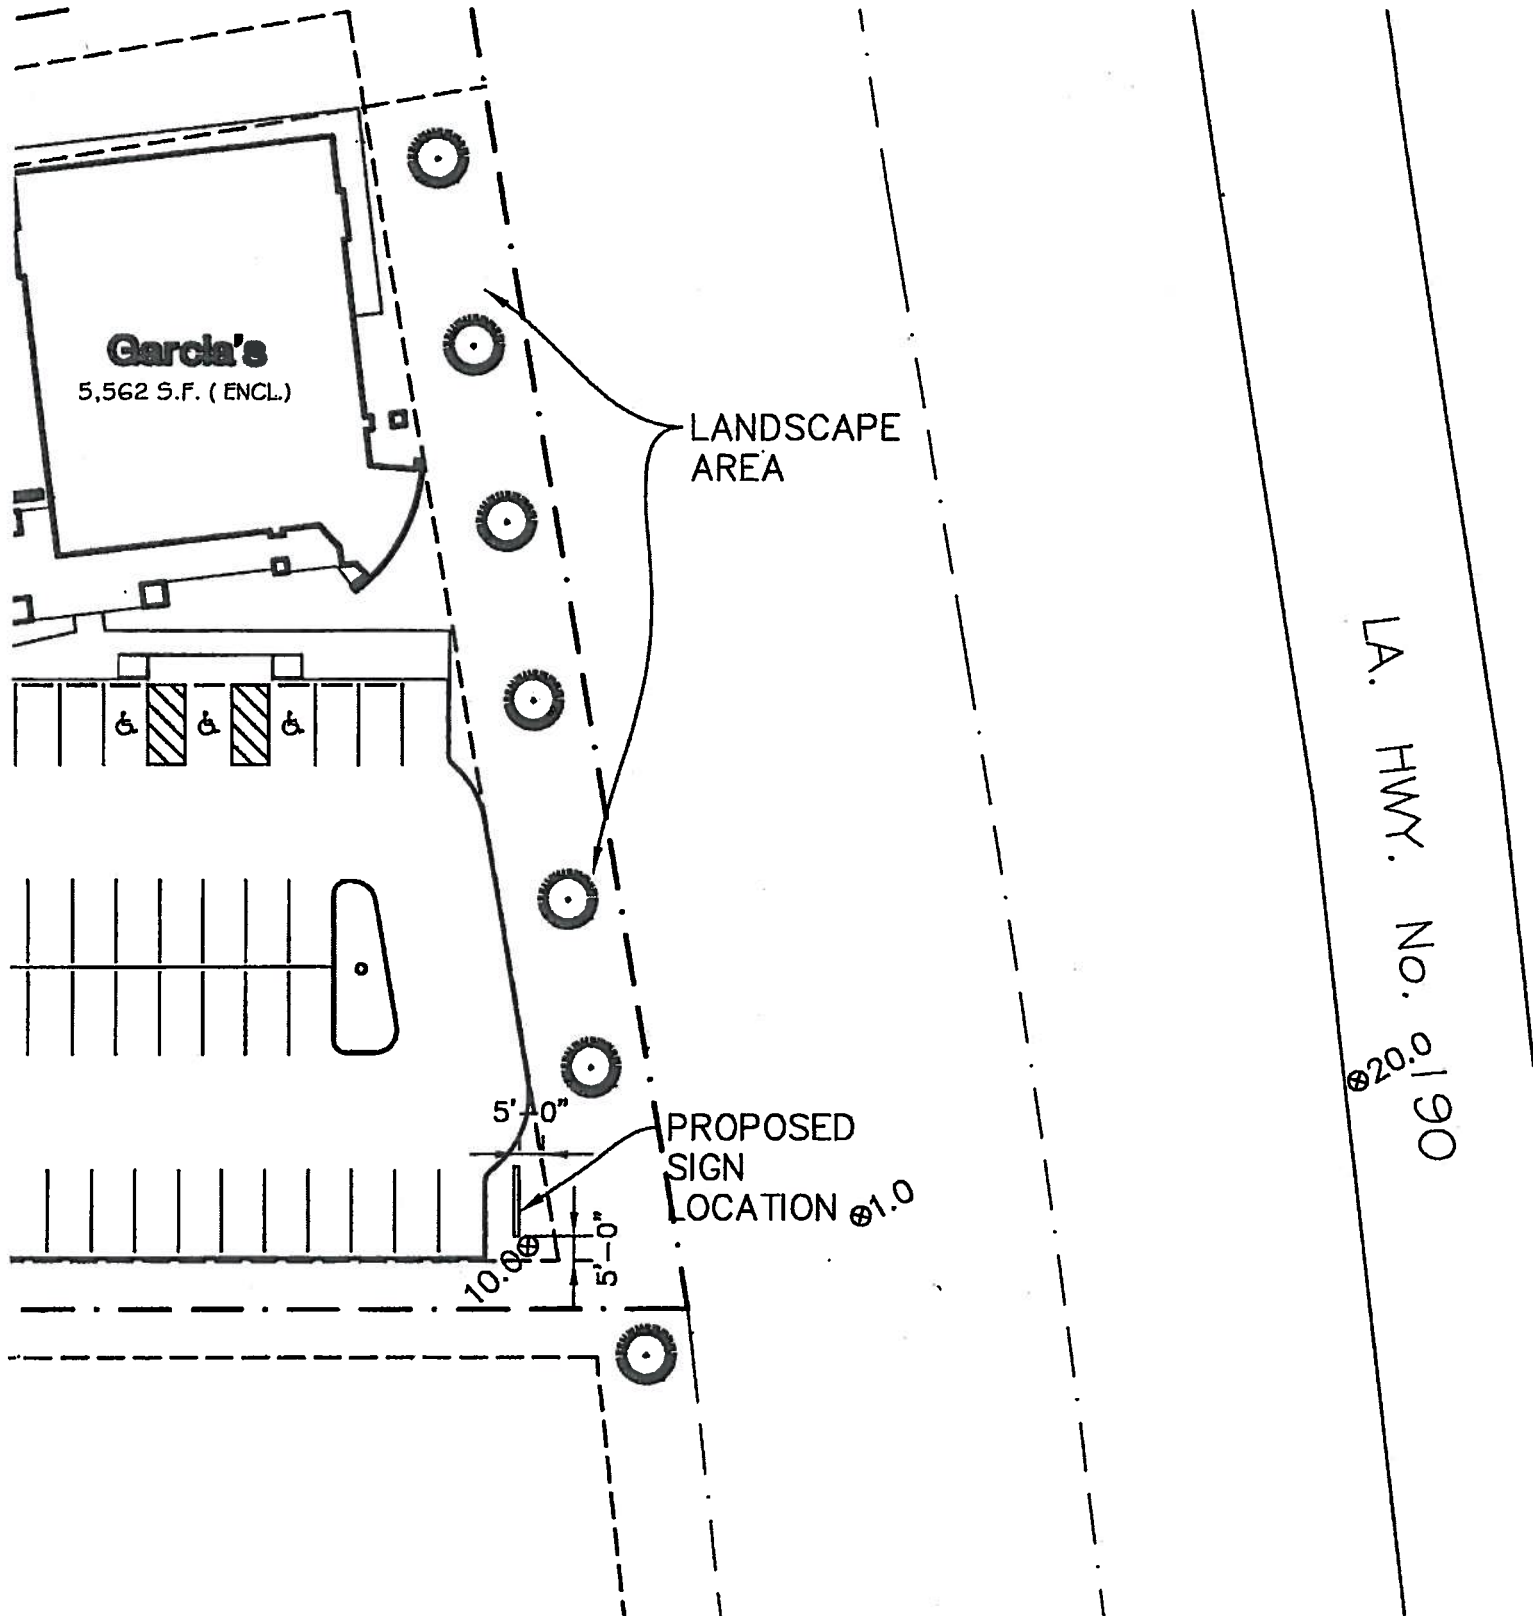 Garcia's
5,562 S.F. ( ENCL.)
LANDSCAPE
AREA
LA. HWY. No. 190
⊗20.0
5'-0"
PROPOSED
SIGN
LOCATION
⊗1.0
10.0⊗
5'-0"